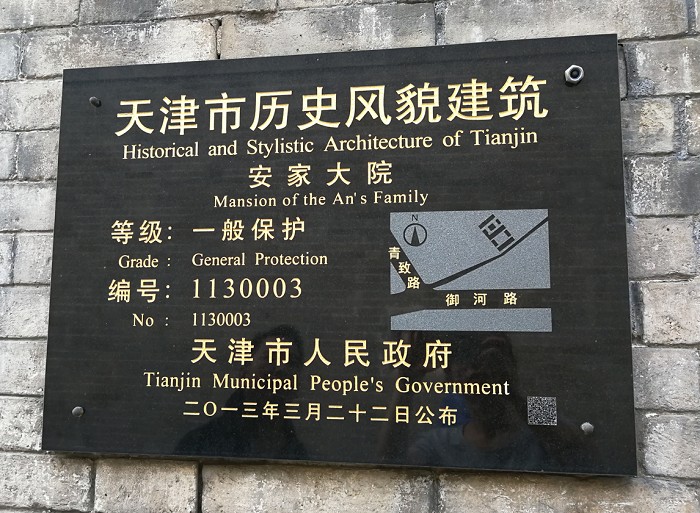 天津市历史风貌建筑
Historical and Stylistic Architecture of Tianjin
安家大院
Mansion of the An's Family
等级：一般保护
Grade : General Protection
编号：1130003
No : 1130003
N
青致路
御河路
天津市人民政府
Tianjin Municipal People's Government
二〇一三年三月二十二日公布